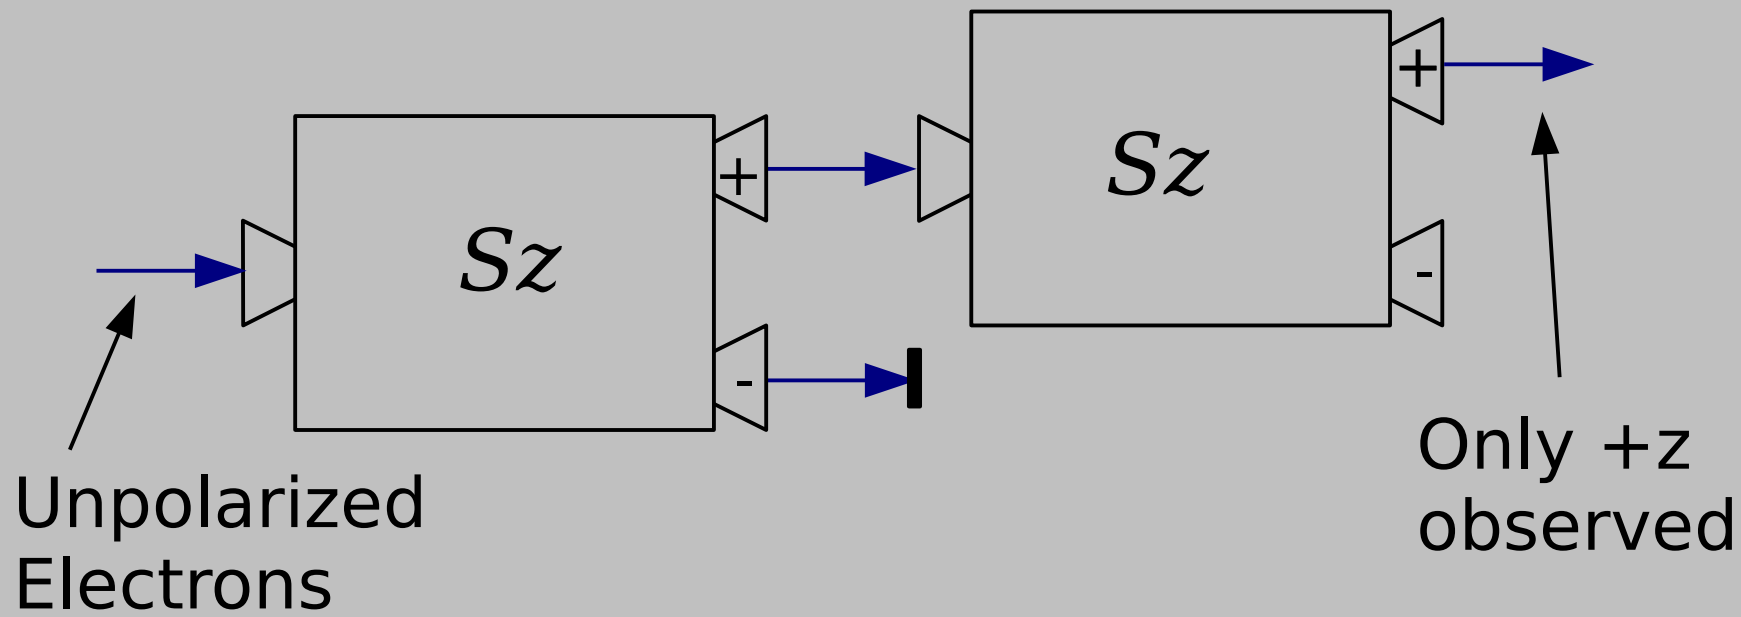 Sz
+
-
Sz
+
-
Unpolarized
Electrons
Only +z
observed